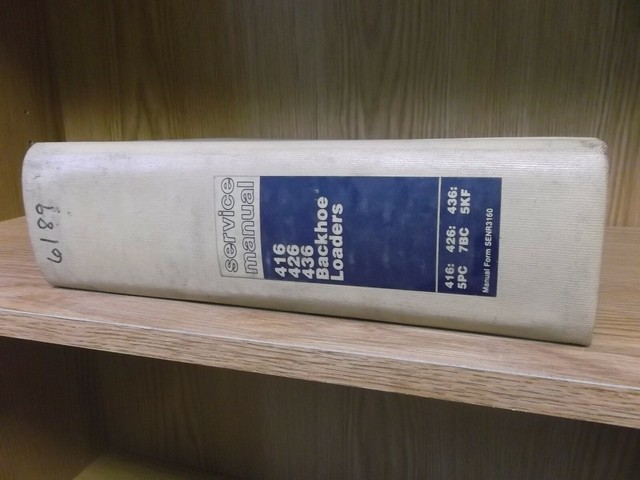 6189
service
manual
416
426
436
Backhoe
Loaders
416: 426: 436:
5PC 7BC 5KF
Manual Form SENR3160